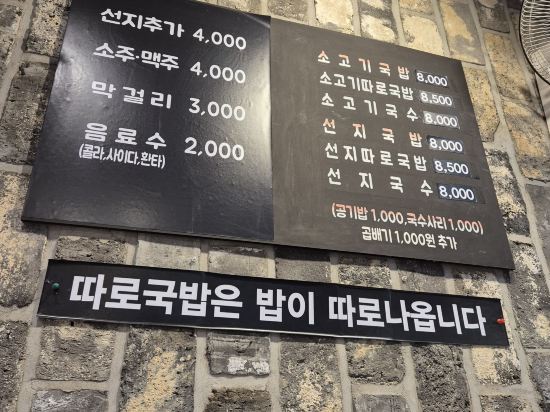 선지추가 4,000
소주·맥주 4,000
막걸리 3,000
음료수 2,000
(콜라,사이다,환타)
소고기국밥 8,000
소고기따로국밥 8,500
소고기국수 8,000
선지국밥 8,000
선지따로국밥 8,500
선지국수 8,000
(공기밥 1,000,국수사리 1,000)
곱배기 1,000원 추가
따로국밥은 밥이 따로나옵니다